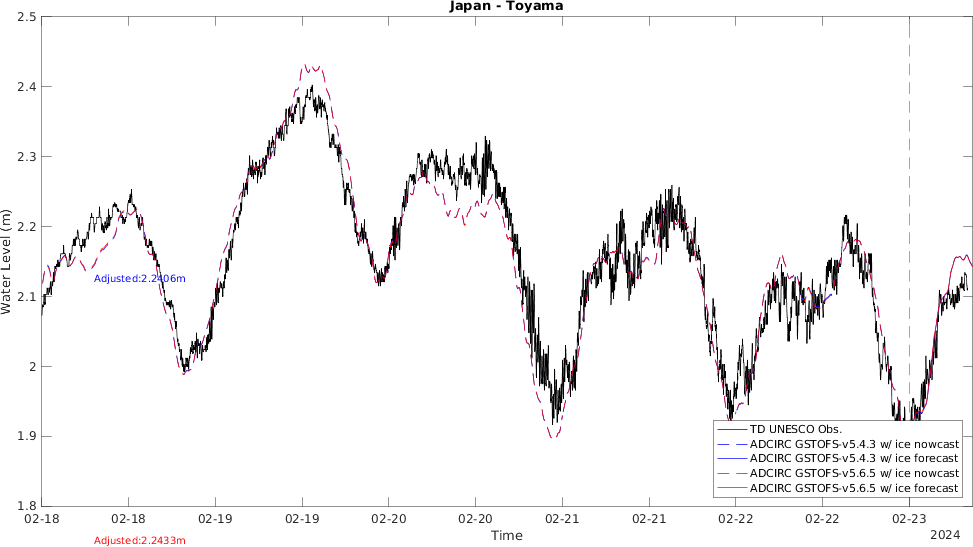 Japan - Toyama
2.5
2.4
2.3
2.2
2.1
2
1.9
1.8
Water Level (m)
Adjusted:2.2406m
TD UNESCO Obs.
ADCIRC GSTOFS-v5.4.3 w/ ice nowcast
ADCIRC GSTOFS-v5.4.3 w/ ice forecast
ADCIRC GSTOFS-v5.6.5 w/ ice nowcast
ADCIRC GSTOFS-v5.6.5 w/ ice forecast
02-18 02-18 02-19 02-19 02-20 02-20 02-21 02-21 02-22 02-22 02-23
Time
2024
Adjusted:2.2433m